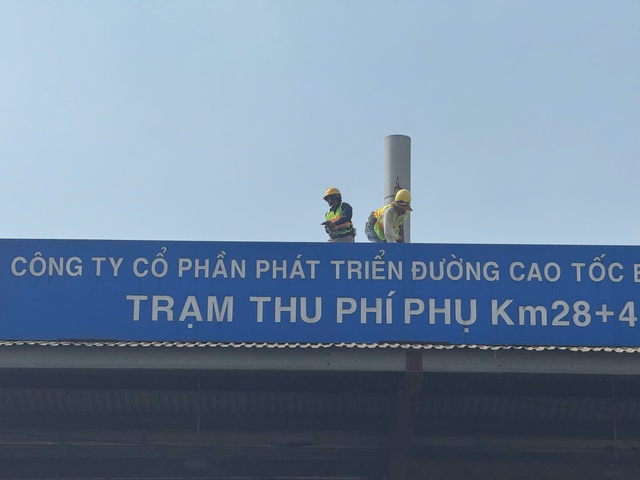 CÔNG TY CỔ PHẦN PHÁT TRIỂN ĐƯỜNG CAO TỐC
TRẠM THU PHÍ PHỤ Km28+4